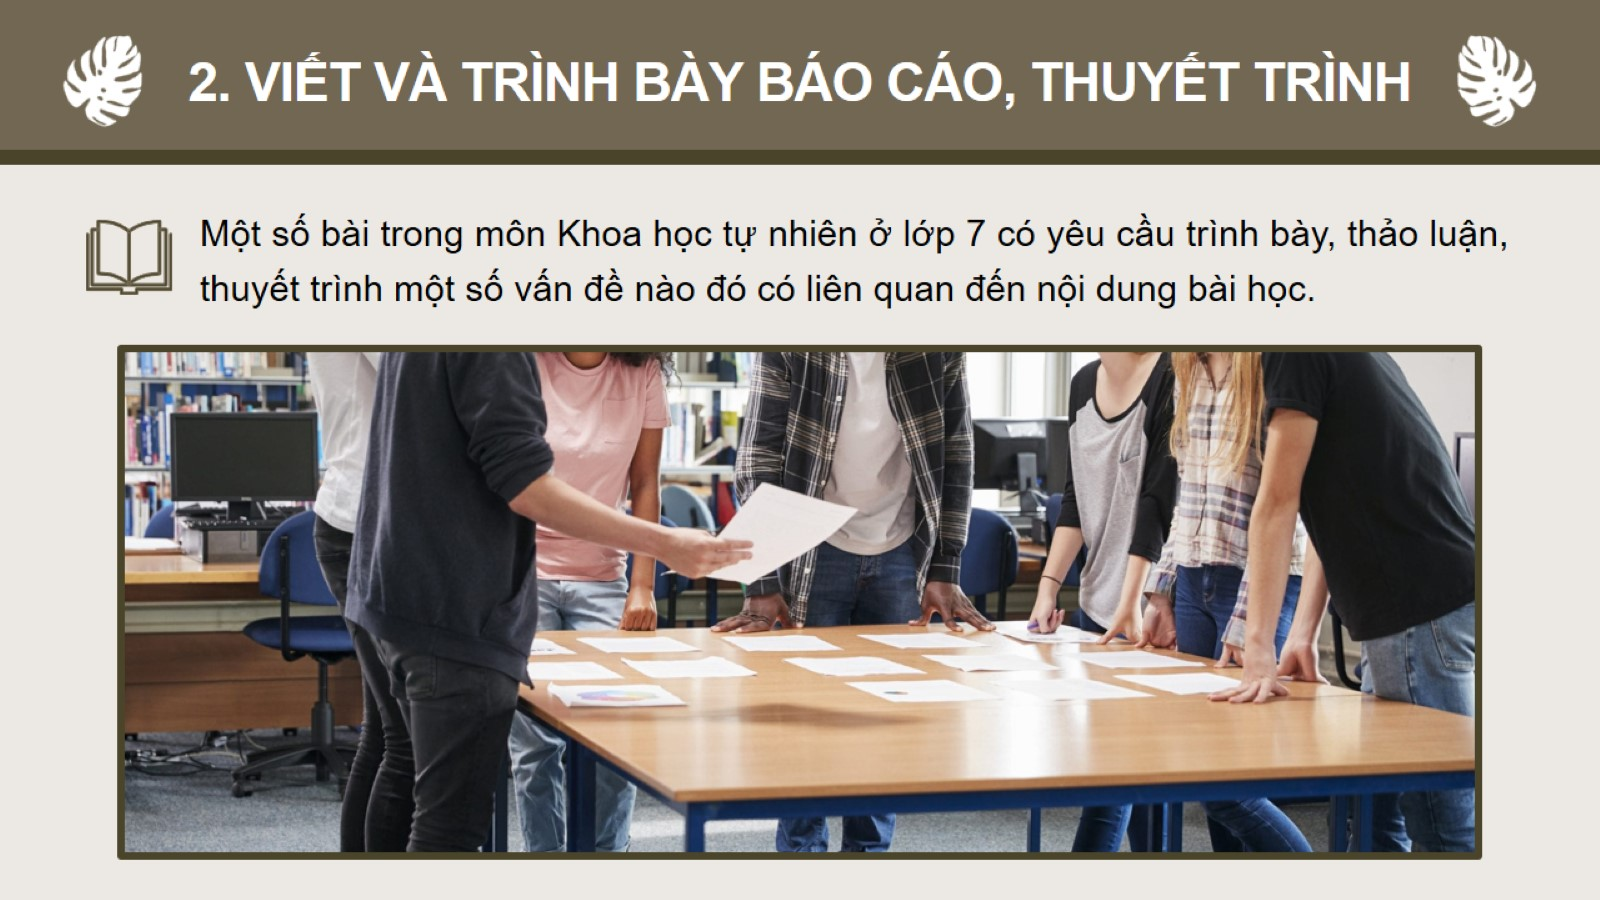 2. VIẾT VÀ TRÌNH BÀY BÁO CÁO, THUYẾT TRÌNH
Một số bài trong môn Khoa học tự nhiên ở lớp 7 có yêu cầu trình bày, thảo luận,
thuyết trình một số vấn đề nào đó có liên quan đến nội dung bài học.